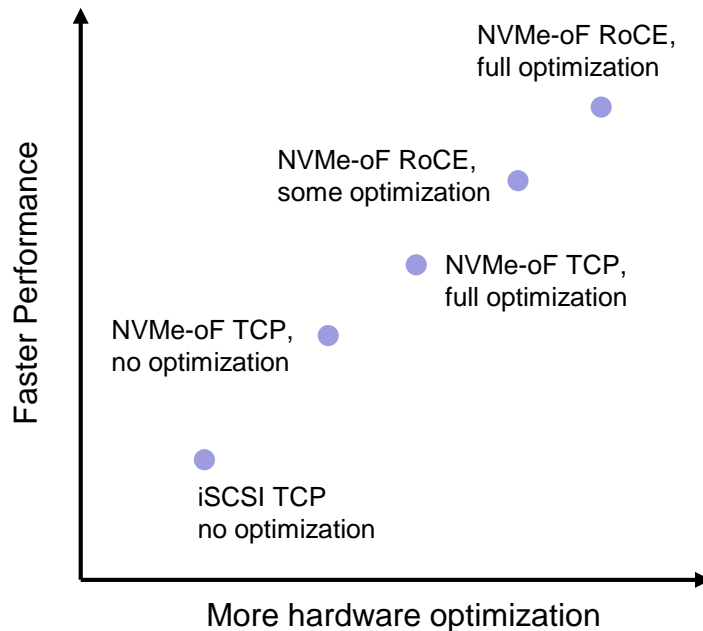 NVMe-oF RoCE,
full optimization
NVMe-oF RoCE,
some optimization
NVMe-oF TCP,
full optimization
NVMe-oF TCP,
no optimization
iSCSI TCP
no optimization
Faster Performance
More hardware optimization